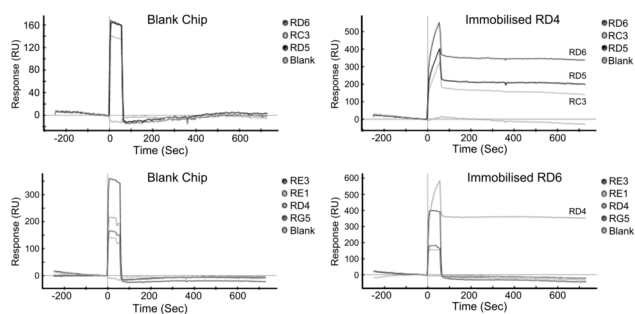 Blank Chip
Response (RU)
160
120
80
40
0
-200 0 200 400 600
Time (Sec)
RD6
RC3
RD5
Blank
Immobilised RD4
Response (RU)
500
400
300
200
100
0
-200 0 200 400 600
Time (Sec)
RD6
RD5
RC3
RD6
RC3
RD5
Blank
Blank Chip
Response (RU)
300
200
100
0
-200 0 200 400 600
Time (Sec)
RE3
RE1
RD4
RG5
Blank
Immobilised RD6
Response (RU)
600
500
400
300
200
100
0
-200 0 200 400 600
Time (Sec)
RD4
RE3
RE1
RD4
RG5
Blank